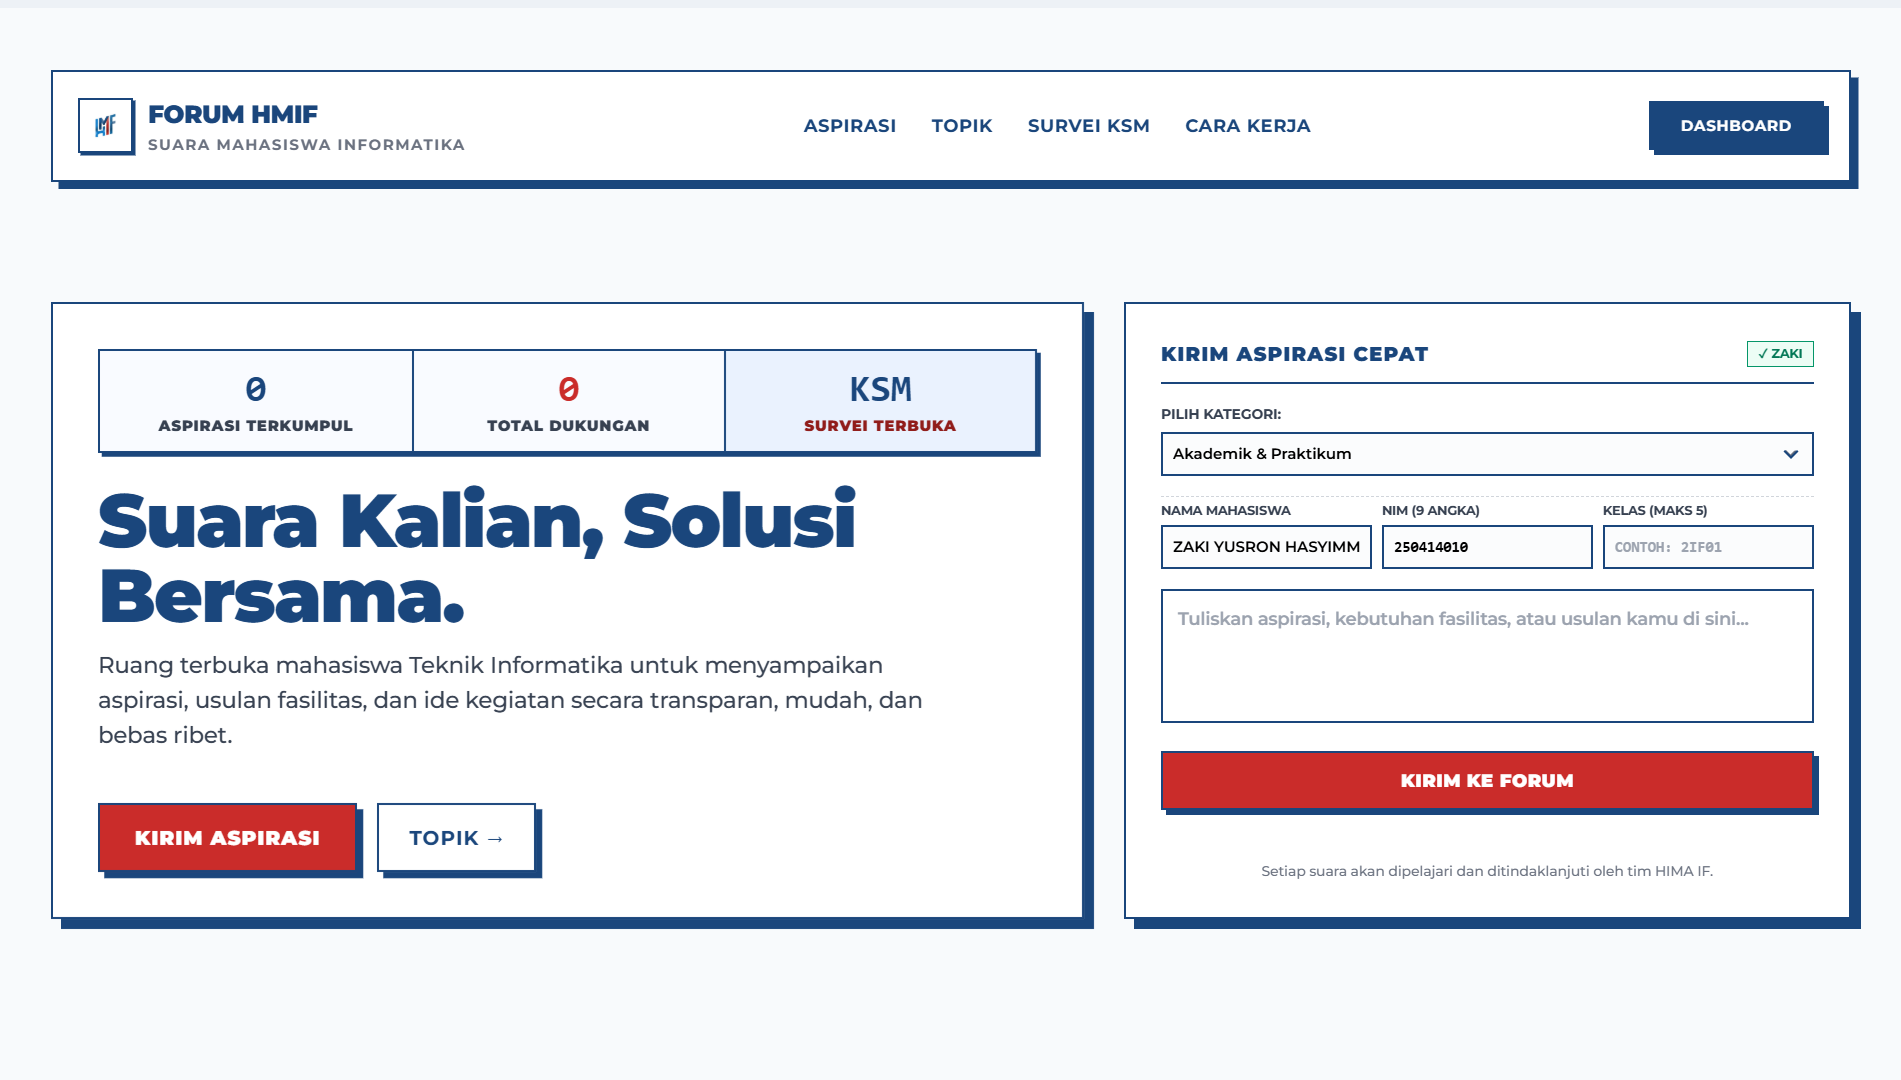 HMIF
FORUM HMIF
SUARA MAHASISWA INFORMATIKA
ASPIRASI
TOPIK
SURVEI KSM
CARA KERJA
DASHBOARD
0
ASPIRASI TERKUMPUL
0
TOTAL DUKUNGAN
KSM
SURVEI TERBUKA
Suara Kalian, Solusi
Bersama.
Ruang terbuka mahasiswa Teknik Informatika untuk menyampaikan
aspirasi, usulan fasilitas, dan ide kegiatan secara transparan, mudah, dan
bebas ribet.
KIRIM ASPIRASI
TOPIK →
KIRIM ASPIRASI CEPAT
✓ ZAKI
PILIH KATEGORI:
Akademik & Praktikum
NAMA MAHASISWA
NIM (9 ANGKA)
KELAS (MAKS 5)
ZAKI YUSRON HASYIMM
250414010
CONTOH: 2IF01
Tuliskan aspirasi, kebutuhan fasilitas, atau usulan kamu di sini...
KIRIM KE FORUM
Setiap suara akan dipelajari dan ditindaklanjuti oleh tim HIMA IF.